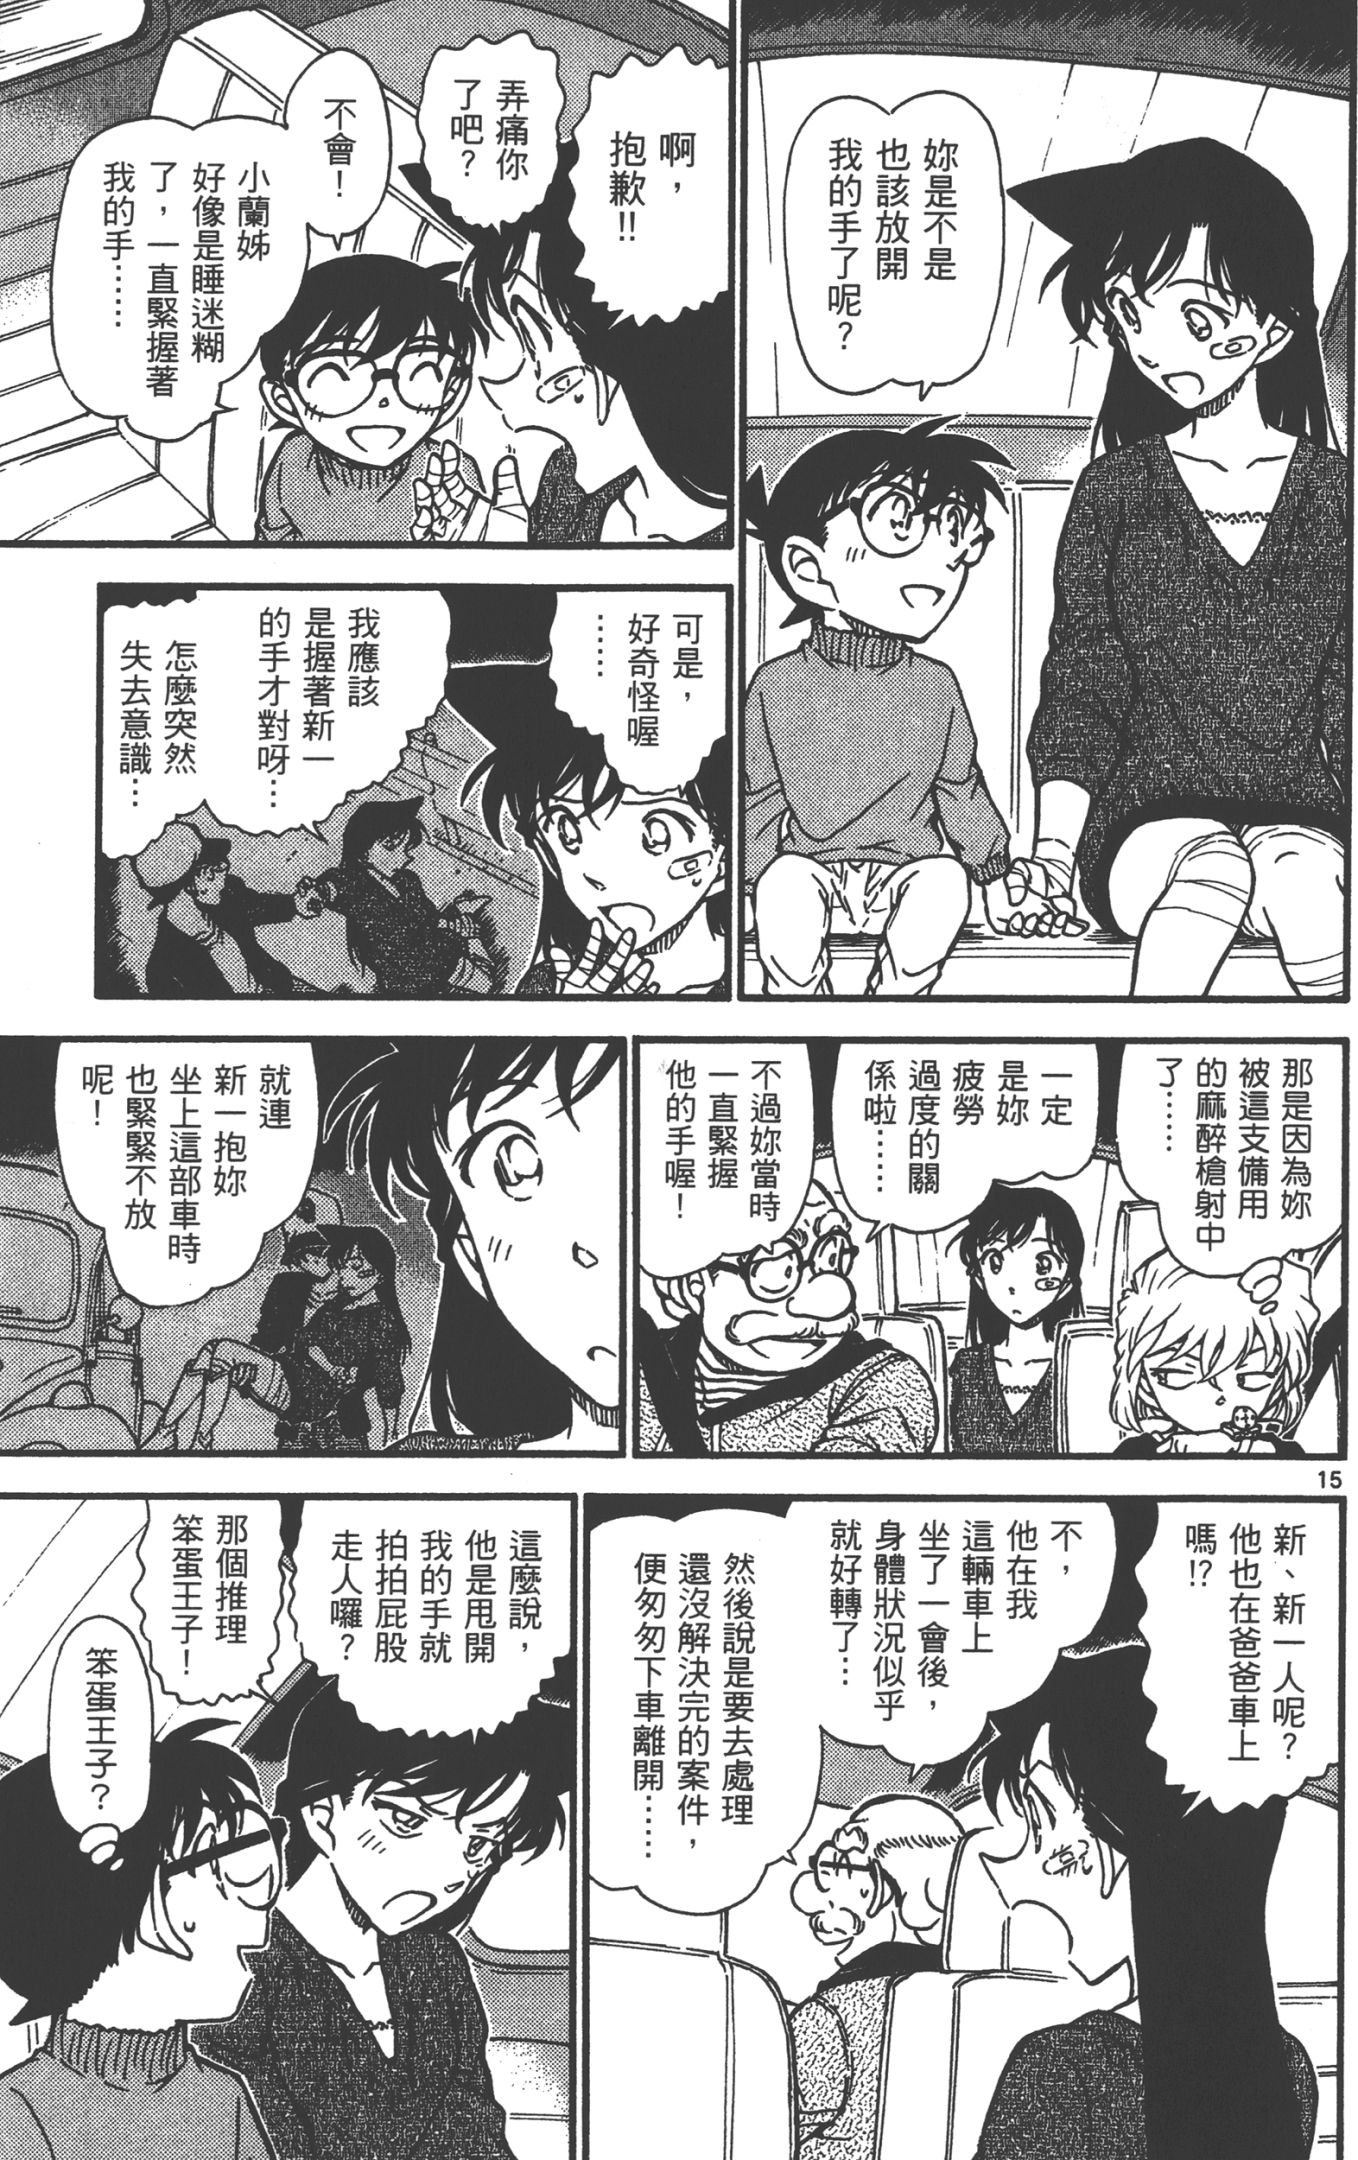 妳是不是
也該放開
我的手了呢？
啊，
抱歉!!
弄痛你
了吧？
不會！
小蘭姊
好像是睡迷糊
了，一直緊握著
我的手……
可是，
好奇怪喔
……
我應該
是握著新一
的手才對呀…
怎麼突然
失去意識…
那是因為妳
被這支備用
的麻醉槍射中
了……
一定
是妳
疲勞
過度的關
係啦……
不過妳當時
一直緊握
他的手喔！
就連
新一抱妳
坐上這部車時
也緊緊不放
呢！
15
新、新一人呢？
他也在爸爸車上
嗎!?
不，
他在我
這輛車上
坐了一會後，
身體狀況似乎
就好轉了…
然後說是要去處理
還沒解決完的案件，
便匆匆下車離開……
這麼說，
他是甩開
我的手就
拍拍屁股
走人囉？
那個推理
笨蛋王子！
笨蛋王子？